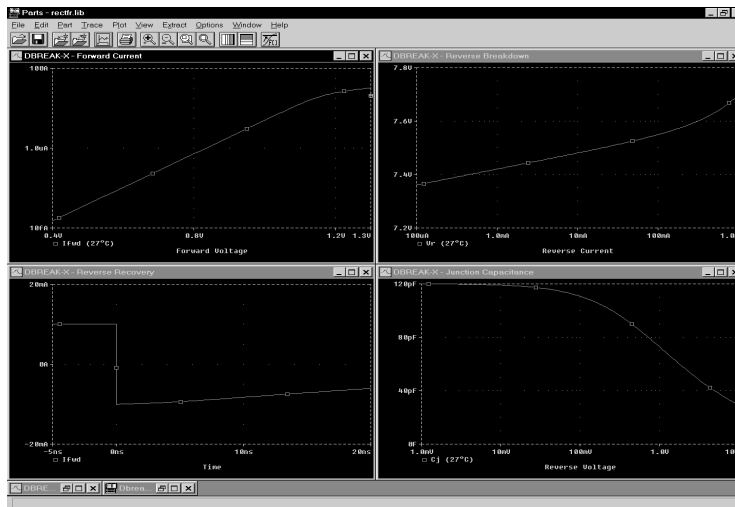 Parts - rectfr.lib
File Edit Part Trace Plot View Extract Options Window Help
DBREAK-X - Forward Current
100A
1.0uA
10fA
0.4V 0.8V 1.2V 1.3V
Ifwd (27°C)
Forward Voltage
DBREAK-X - Reverse Breakdown
7.8V
7.6V
7.4V
7.2V
100uA 1.0mA 10mA 100mA 1.0
Vr (27°C)
Reverse Current
DBREAK-X - Reverse Recovery
20mA
0A
-20mA
-5ns 0ns 10ns 20ns
Ifwd
Time
DBREAK-X - Junction Capacitance
120pF
80pF
40pF
0F
1.0mV 10mV 100mV 1.0V 10
Cj (27°C)
Reverse Voltage
DBRE... Dbrea...